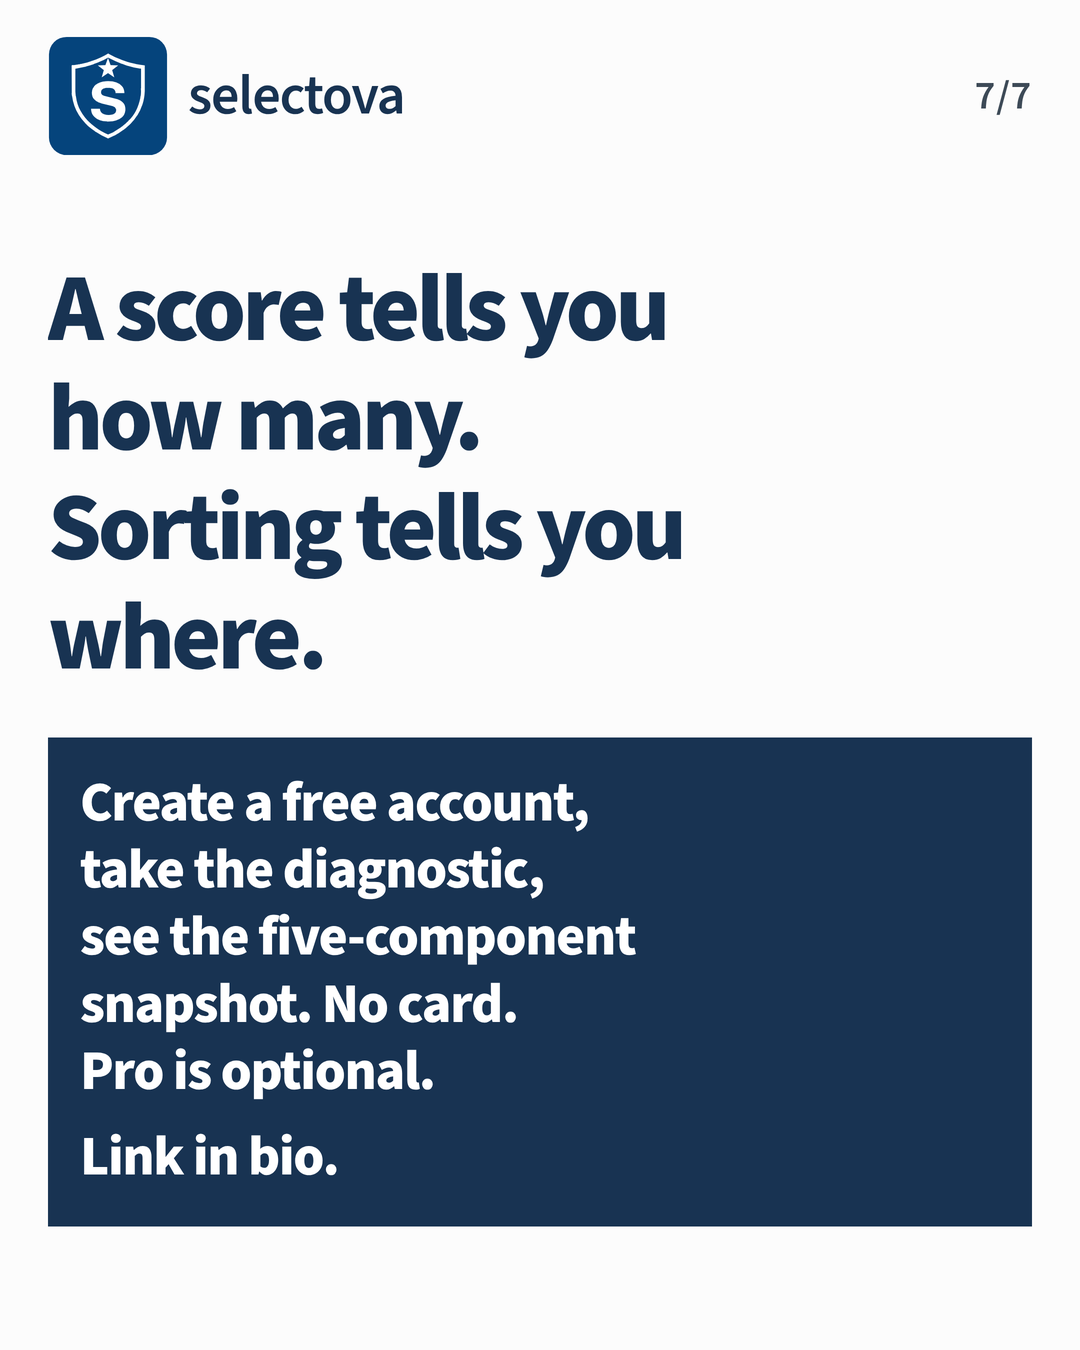 S
selectova
7/7
A score tells you
how many.
Sorting tells you
where.
Create a free account,
take the diagnostic,
see the five-component
snapshot. No card.
Pro is optional.
Link in bio.